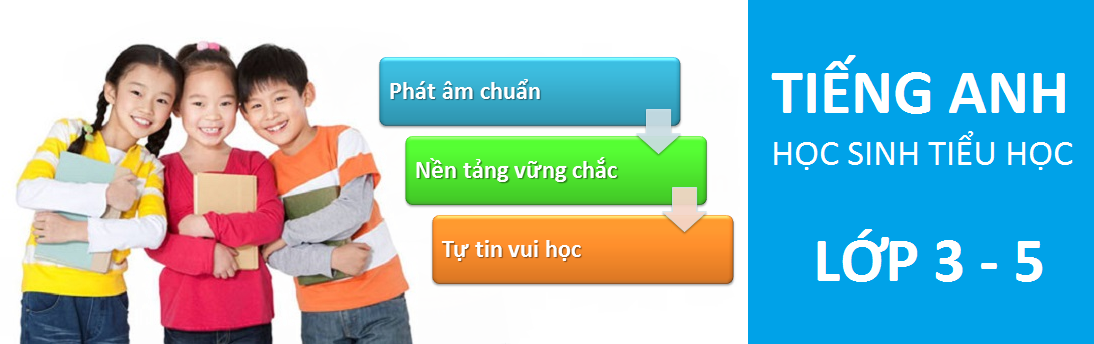 Phát âm chuẩn
Nền tảng vững chắc
Tự tin vui học
TIẾNG ANH
HỌC SINH TIỂU HỌC
LỚP 3 - 5